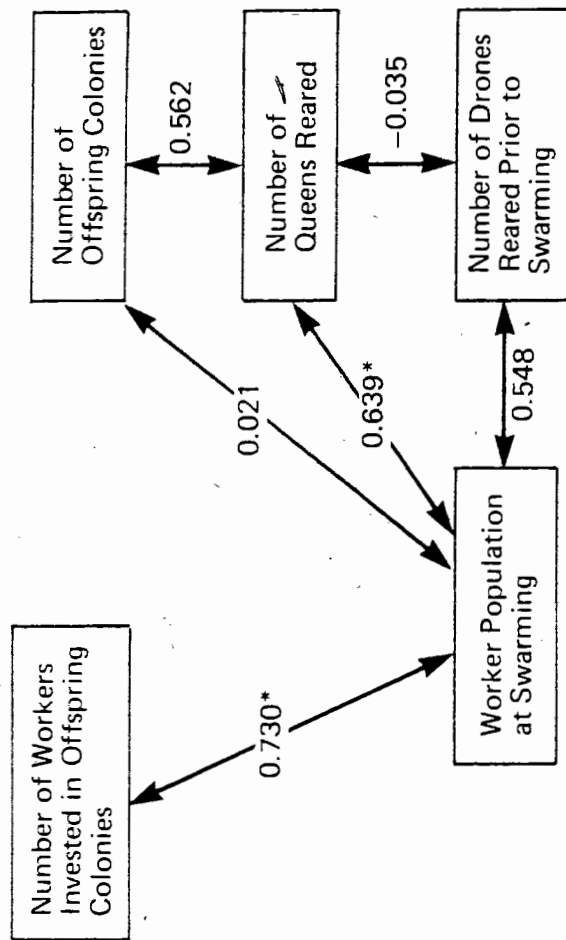 Number of Workers
Invested in Offspring
Colonies
Number of
Offspring Colonies
0.730*
0.021
0.562
Number of
Queens Reared
0.639*
-0.035
Worker Population
at Swarming
0.548
Number of Drones
Reared Prior to
Swarming